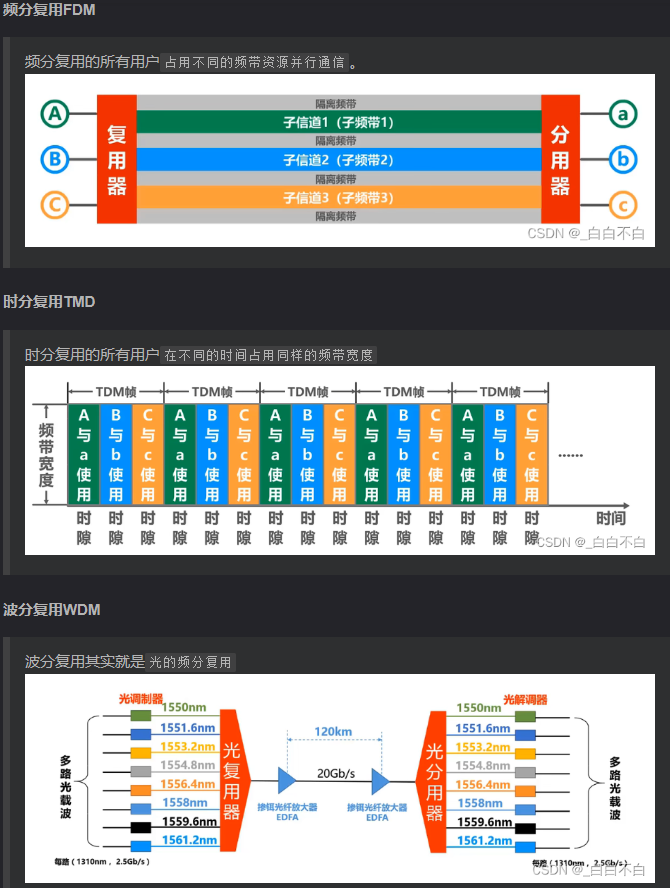 频分复用FDM
频分复用的所有用户 占用不同的频带资源并行通信 。
隔离频带
A 子信道1（子频带1） a
隔离频带
B 复用器 子信道2（子频带2） 分用器 b
隔离频带
C 子信道3（子频带3） c
隔离频带
CSDN @_白白不白
时分复用TMD
时分复用的所有用户 在不同的时间占用同样的频带宽度
TDM帧 TDM帧 TDM帧 TDM帧 TDM帧
频带宽度 A与a使用 B与b使用 C与c使用 A与a使用 B与b使用 C与c使用 A与a使用 B与b使用 C与c使用 A与a使用 B与b使用 C与c使用 A与a使用 B与b使用 C与c使用 ......
时隙 时隙 时隙 时隙 时隙 时隙 时隙 时隙 时隙 时隙 时隙 时隙 时隙 时隙 时隙 时间
CSDN @_白白不白
波分复用WDM
波分复用其实就是 光的频分复用
光调制器 光解调器
1550nm 1550nm
1551.6nm 120km 1551.6nm
1553.2nm 1553.2nm
多路光载波 1554.8nm 光复用器 20Gb/s 光分用器 1554.8nm 多路光载波
1556.4nm 1556.4nm
1558nm 掺铒光纤放大器 掺铒光纤放大器 1558nm
EDFA EDFA
1559.6nm 1559.6nm
1561.2nm 1561.2nm
每路（1310nm，2.5Gb/s） 每路（1310nm，2.5Gb/s）
CSDN @_白白不白